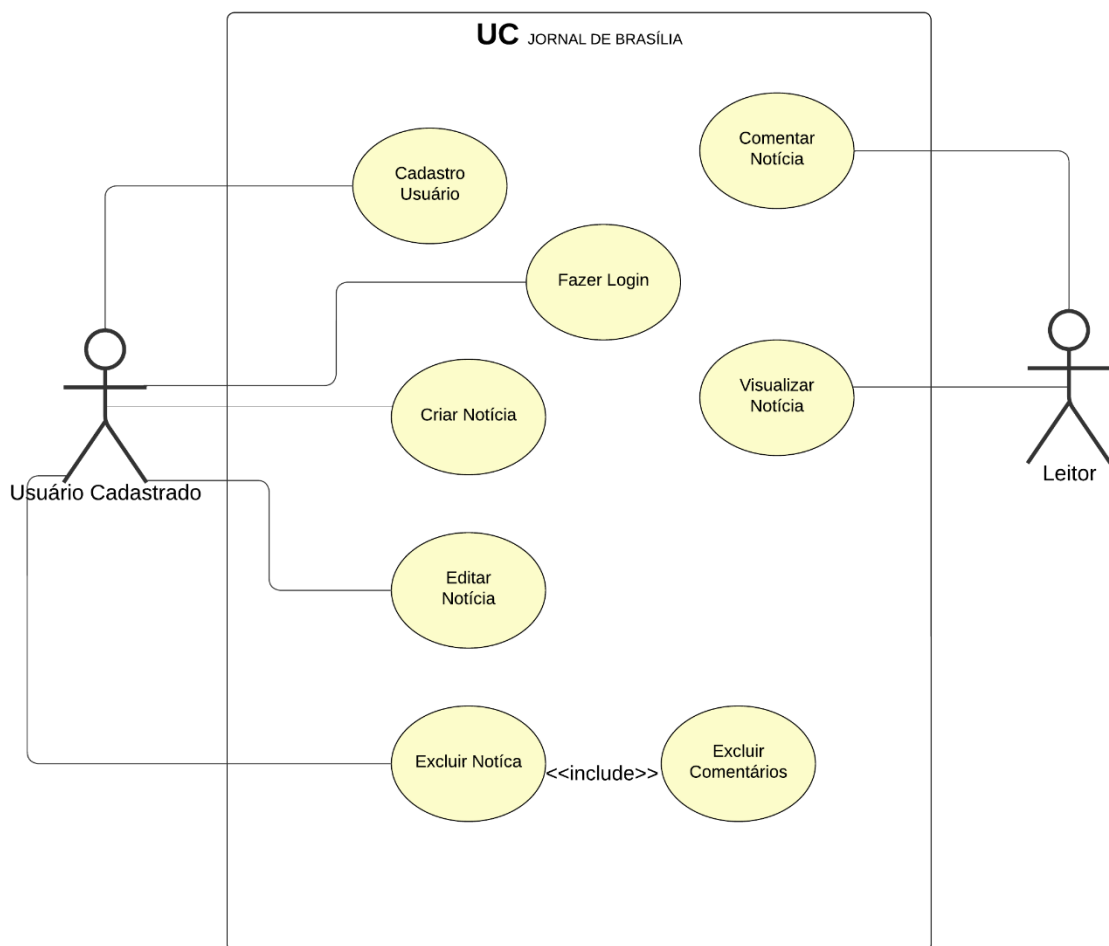 UC JORNAL DE BRASÍLIA
Comentar
Notícia
Cadastro
Usuário
Fazer Login
Visualizar
Notícia
Criar Notícia
Usuário Cadastrado
Leitor
Editar
Notícia
Excluir Notíca
<<include>>
Excluir
Comentários